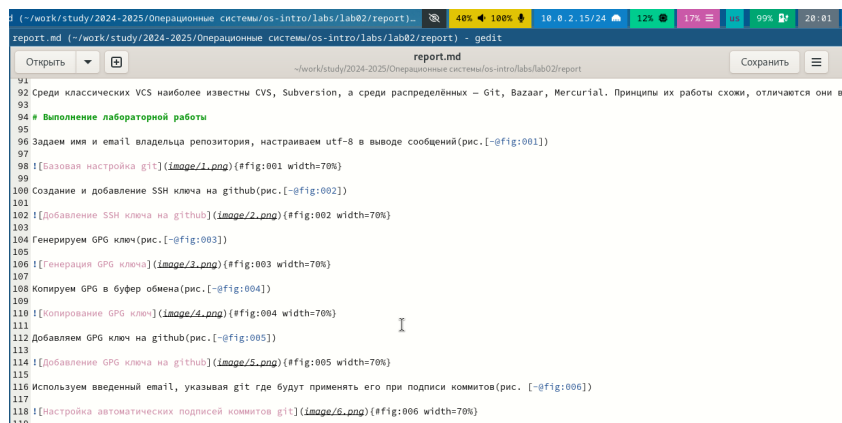 d (~/work/study/2024-2025/Операционные системы/os-intro/labs/lab02/report)... 40% 100% 10.0.2.15/24 12% 17% us 99% 20:01
report.md (~/work/study/2024-2025/Операционные системы/os-intro/labs/lab02/report) - gedit
Открыть report.md Сохранить
~/work/study/2024-2025/Операционные системы/os-intro/labs/lab02/report
91
92 Среди классических VCS наиболее известны CVS, Subversion, а среди распределённых — Git, Bazaar, Mercurial. Принципы их работы схожи, отличаются они в
93
94 # Выполнение лабораторной работы
95
96 Задаем имя и email владельца репозитория, настраиваем utf-8 в выводе сообщений(рис.[-@fig:001])
97
98 ![Базовая настройка git](image/1.png){#fig:001 width=70%}
99
100 Создание и добавление SSH ключа на github(рис.[-@fig:002])
101
102 ![Добавление SSH ключа на github](image/2.png){#fig:002 width=70%}
103
104 Генерируем GPG ключ(рис.[-@fig:003])
105
106 ![Генерация GPG ключа](image/3.png){#fig:003 width=70%}
107
108 Копируем GPG в буфер обмена(рис.[-@fig:004])
109
110 ![Копирование GPG ключ](image/4.png){#fig:004 width=70%}
111
112 Добавляем GPG ключ на github(рис.[-@fig:005])
113
114 ![Добавление GPG ключа на github](image/5.png){#fig:005 width=70%}
115
116 Используем введенный email, указывая git где будут применять его при подписи коммитов(рис. [-@fig:006])
117
118 ![Настройка автоматических подписей коммитов git](image/6.png){#fig:006 width=70%}